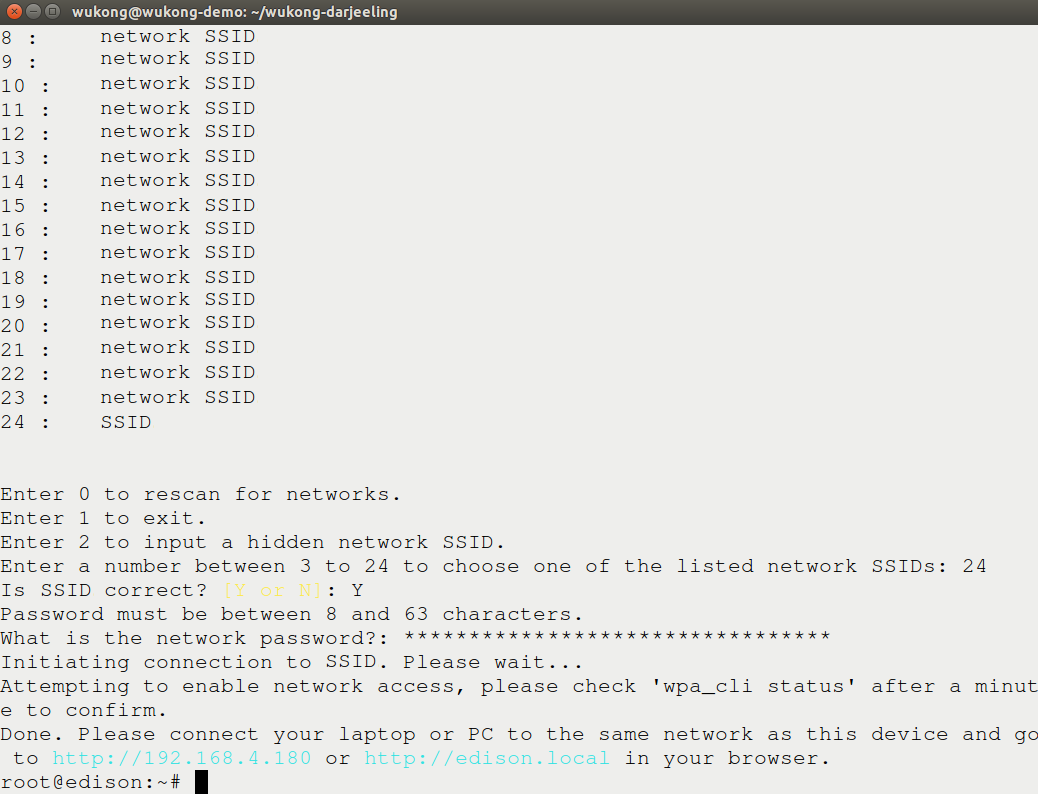 wukong@wukong-demo: ~/wukong-darjeeling
8 : network SSID
9 : network SSID
10 : network SSID
11 : network SSID
12 : network SSID
13 : network SSID
14 : network SSID
15 : network SSID
16 : network SSID
17 : network SSID
18 : network SSID
19 : network SSID
20 : network SSID
21 : network SSID
22 : network SSID
23 : network SSID
24 : SSID
Enter 0 to rescan for networks.
Enter 1 to exit.
Enter 2 to input a hidden network SSID.
Enter a number between 3 to 24 to choose one of the listed network SSIDs: 24
Is SSID correct? [Y or N]: Y
Password must be between 8 and 63 characters.
What is the network password?: *********************************
Initiating connection to SSID. Please wait...
Attempting to enable network access, please check 'wpa_cli status' after a minut
e to confirm.
Done. Please connect your laptop or PC to the same network as this device and go
to http://192.168.4.180 or http://edison.local in your browser.
root@edison:~#